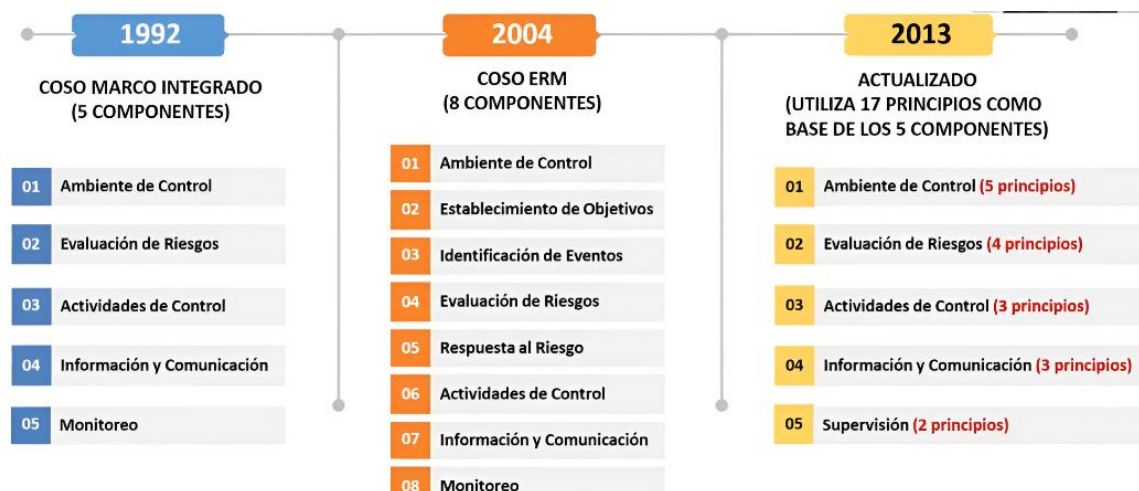 1992
COSO MARCO INTEGRADO
(5 COMPONENTES)
01 Ambiente de Control
02 Evaluación de Riesgos
03 Actividades de Control
04 Información y Comunicación
05 Monitoreo
2004
COSO ERM
(8 COMPONENTES)
01 Ambiente de Control
02 Establecimiento de Objetivos
03 Identificación de Eventos
04 Evaluación de Riesgos
05 Respuesta al Riesgo
06 Actividades de Control
07 Información y Comunicación
08 Monitoreo
2013
ACTUALIZADO
(UTILIZA 17 PRINCIPIOS COMO
BASE DE LOS 5 COMPONENTES)
01 Ambiente de Control (5 principios)
02 Evaluación de Riesgos (4 principios)
03 Actividades de Control (3 principios)
04 Información y Comunicación (3 principios)
05 Supervisión (2 principios)